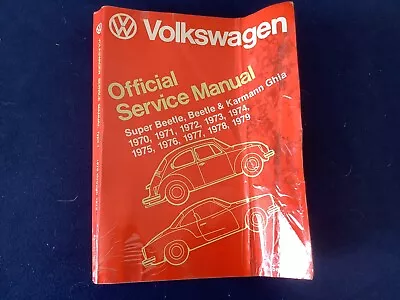 Volkswagen
Official
Service Manual
Super Beetle, Beetle & Karmann Ghia
1970, 1971, 1972, 1973, 1974,
1975, 1976, 1977, 1978, 1979